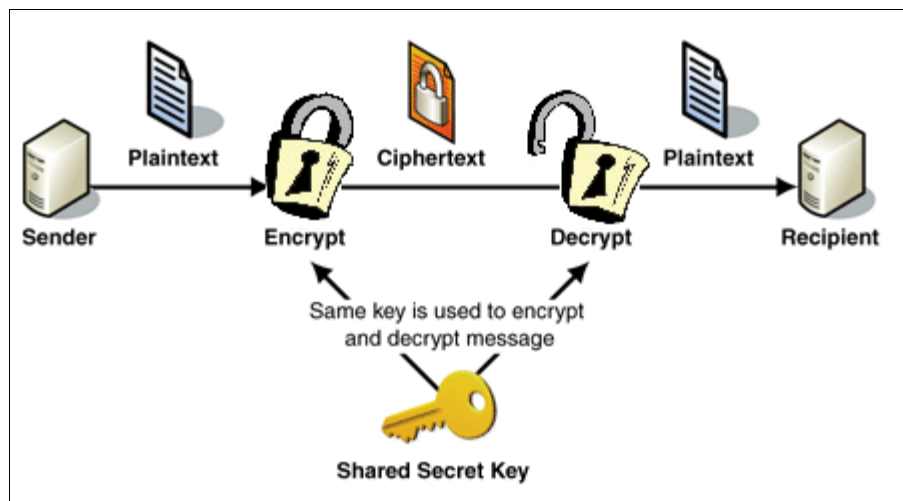 Plaintext
Ciphertext
Plaintext
Sender
Encrypt
Decrypt
Recipient
Same key is used to encrypt
and decrypt message
Shared Secret Key